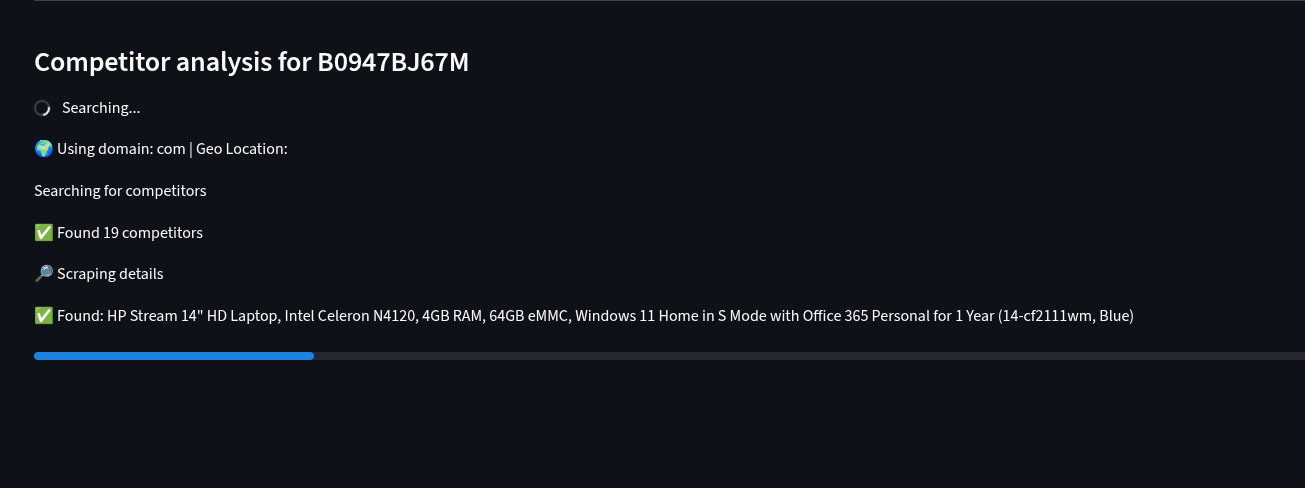 Competitor analysis for B0947BJ67M
Searching...
🌍 Using domain: com | Geo Location:
Searching for competitors
✅ Found 19 competitors
🔎 Scraping details
✅ Found: HP Stream 14" HD Laptop, Intel Celeron N4120, 4GB RAM, 64GB eMMC, Windows 11 Home in S Mode with Office 365 Personal for 1 Year (14-cf2111wm, Blue)